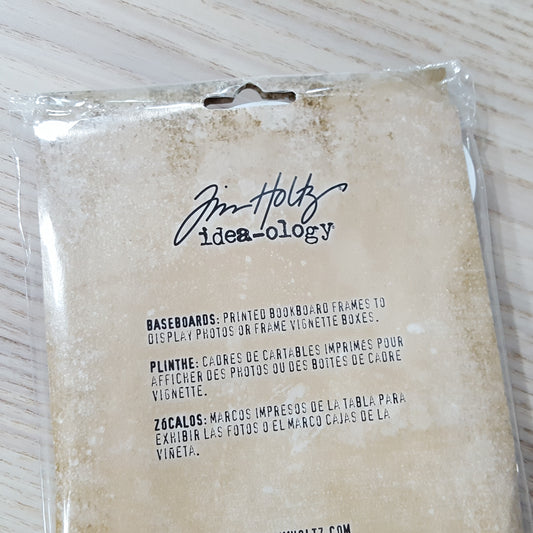 Tim Holtz
idea-ology
BASEBOARDS: PRINTED BOOKBOARD FRAMES TO
DISPLAY PHOTOS OR FRAME VIGNETTE BOXES.
PLINTHE: CADRES DE CARTABLES IMPRIMÉS POUR
AFFICHER DES PHOTOS OU DES BOÎTES DE CADRE
VIGNETTE.
ZóCALOS: MARCOS IMPRESOS DE LA TABLA PARA
EXHIBIR LAS FOTOS O EL MARCO CAJAS DE LA
VIÑETA.